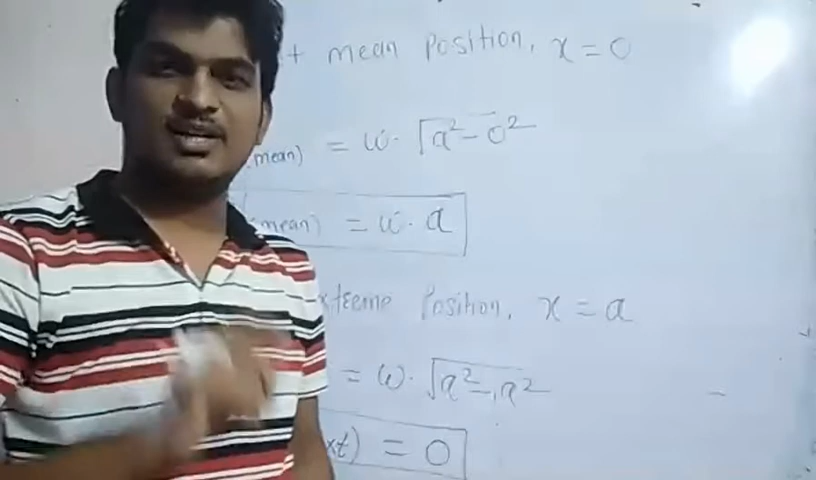 + mean Position, x = 0
mean) = ω · √a² - 0²
mean) = ω · a
xtreme Position, x = a
= ω · √a² - a²
xt) = 0